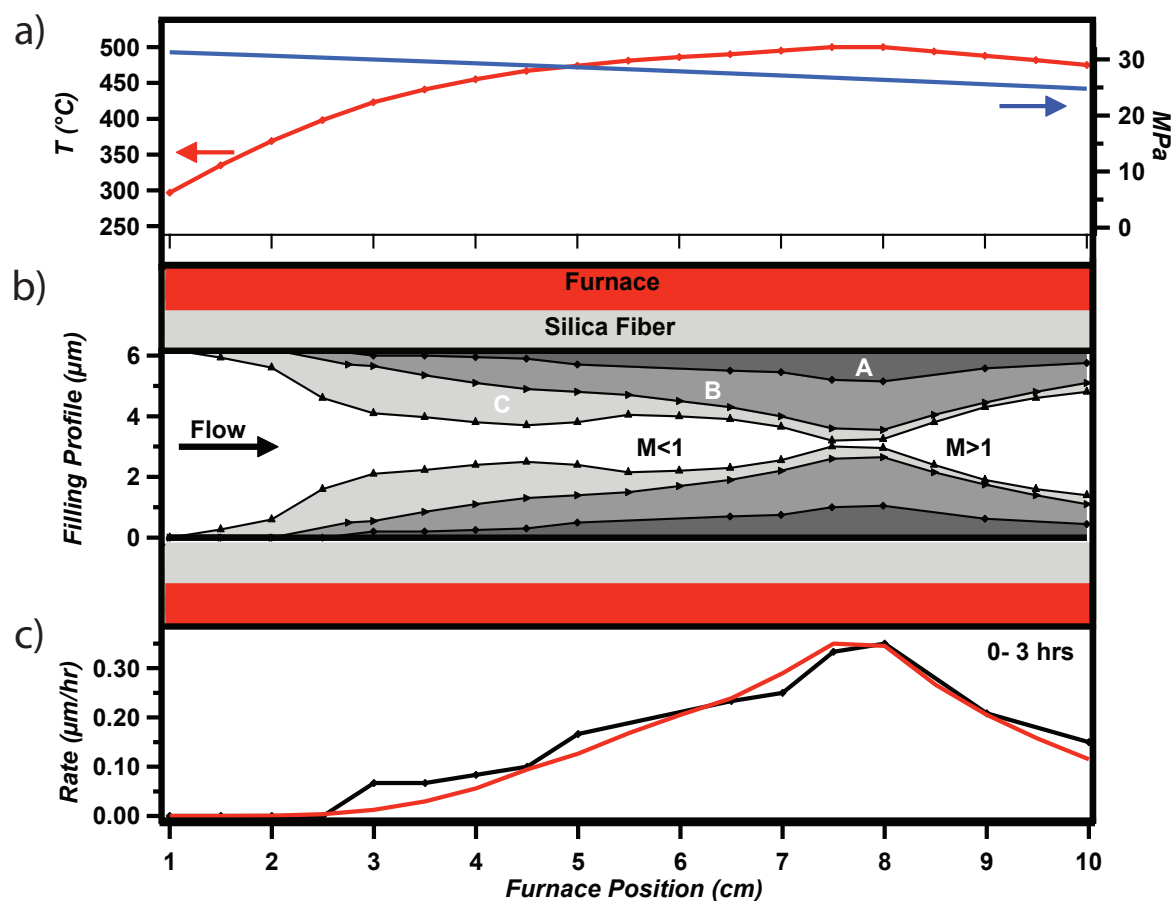 a)
500
450
400
350
300
250
T (°C)
30
20
10
0
MPa
b)
Furnace
Silica Fiber
6
4
2
0
Filling Profile (µm)
A
B
C
Flow
M<1
M>1
c)
0.30
0.20
0.10
0.00
Rate (µm/hr)
0- 3 hrs
1 2 3 4 5 6 7 8 9 10
Furnace Position (cm)